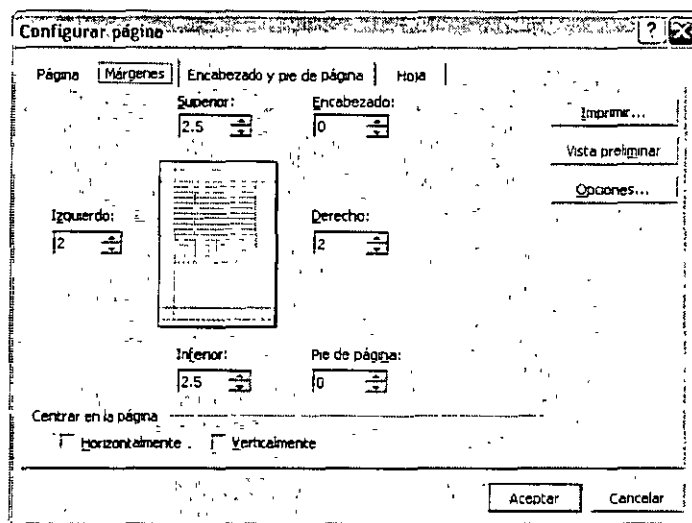 Configurar página ?
Página Márgenes Encabezado y pie de página Hoja
Superior: Encabezado:
2.5 0
Imprimir...
Vista preliminar
Opciones...
Izquierdo: Derecho:
2 2
Inferior: Pie de página:
2.5 0
Centrar en la página
Horizontalmente Verticalmente
Aceptar Cancelar